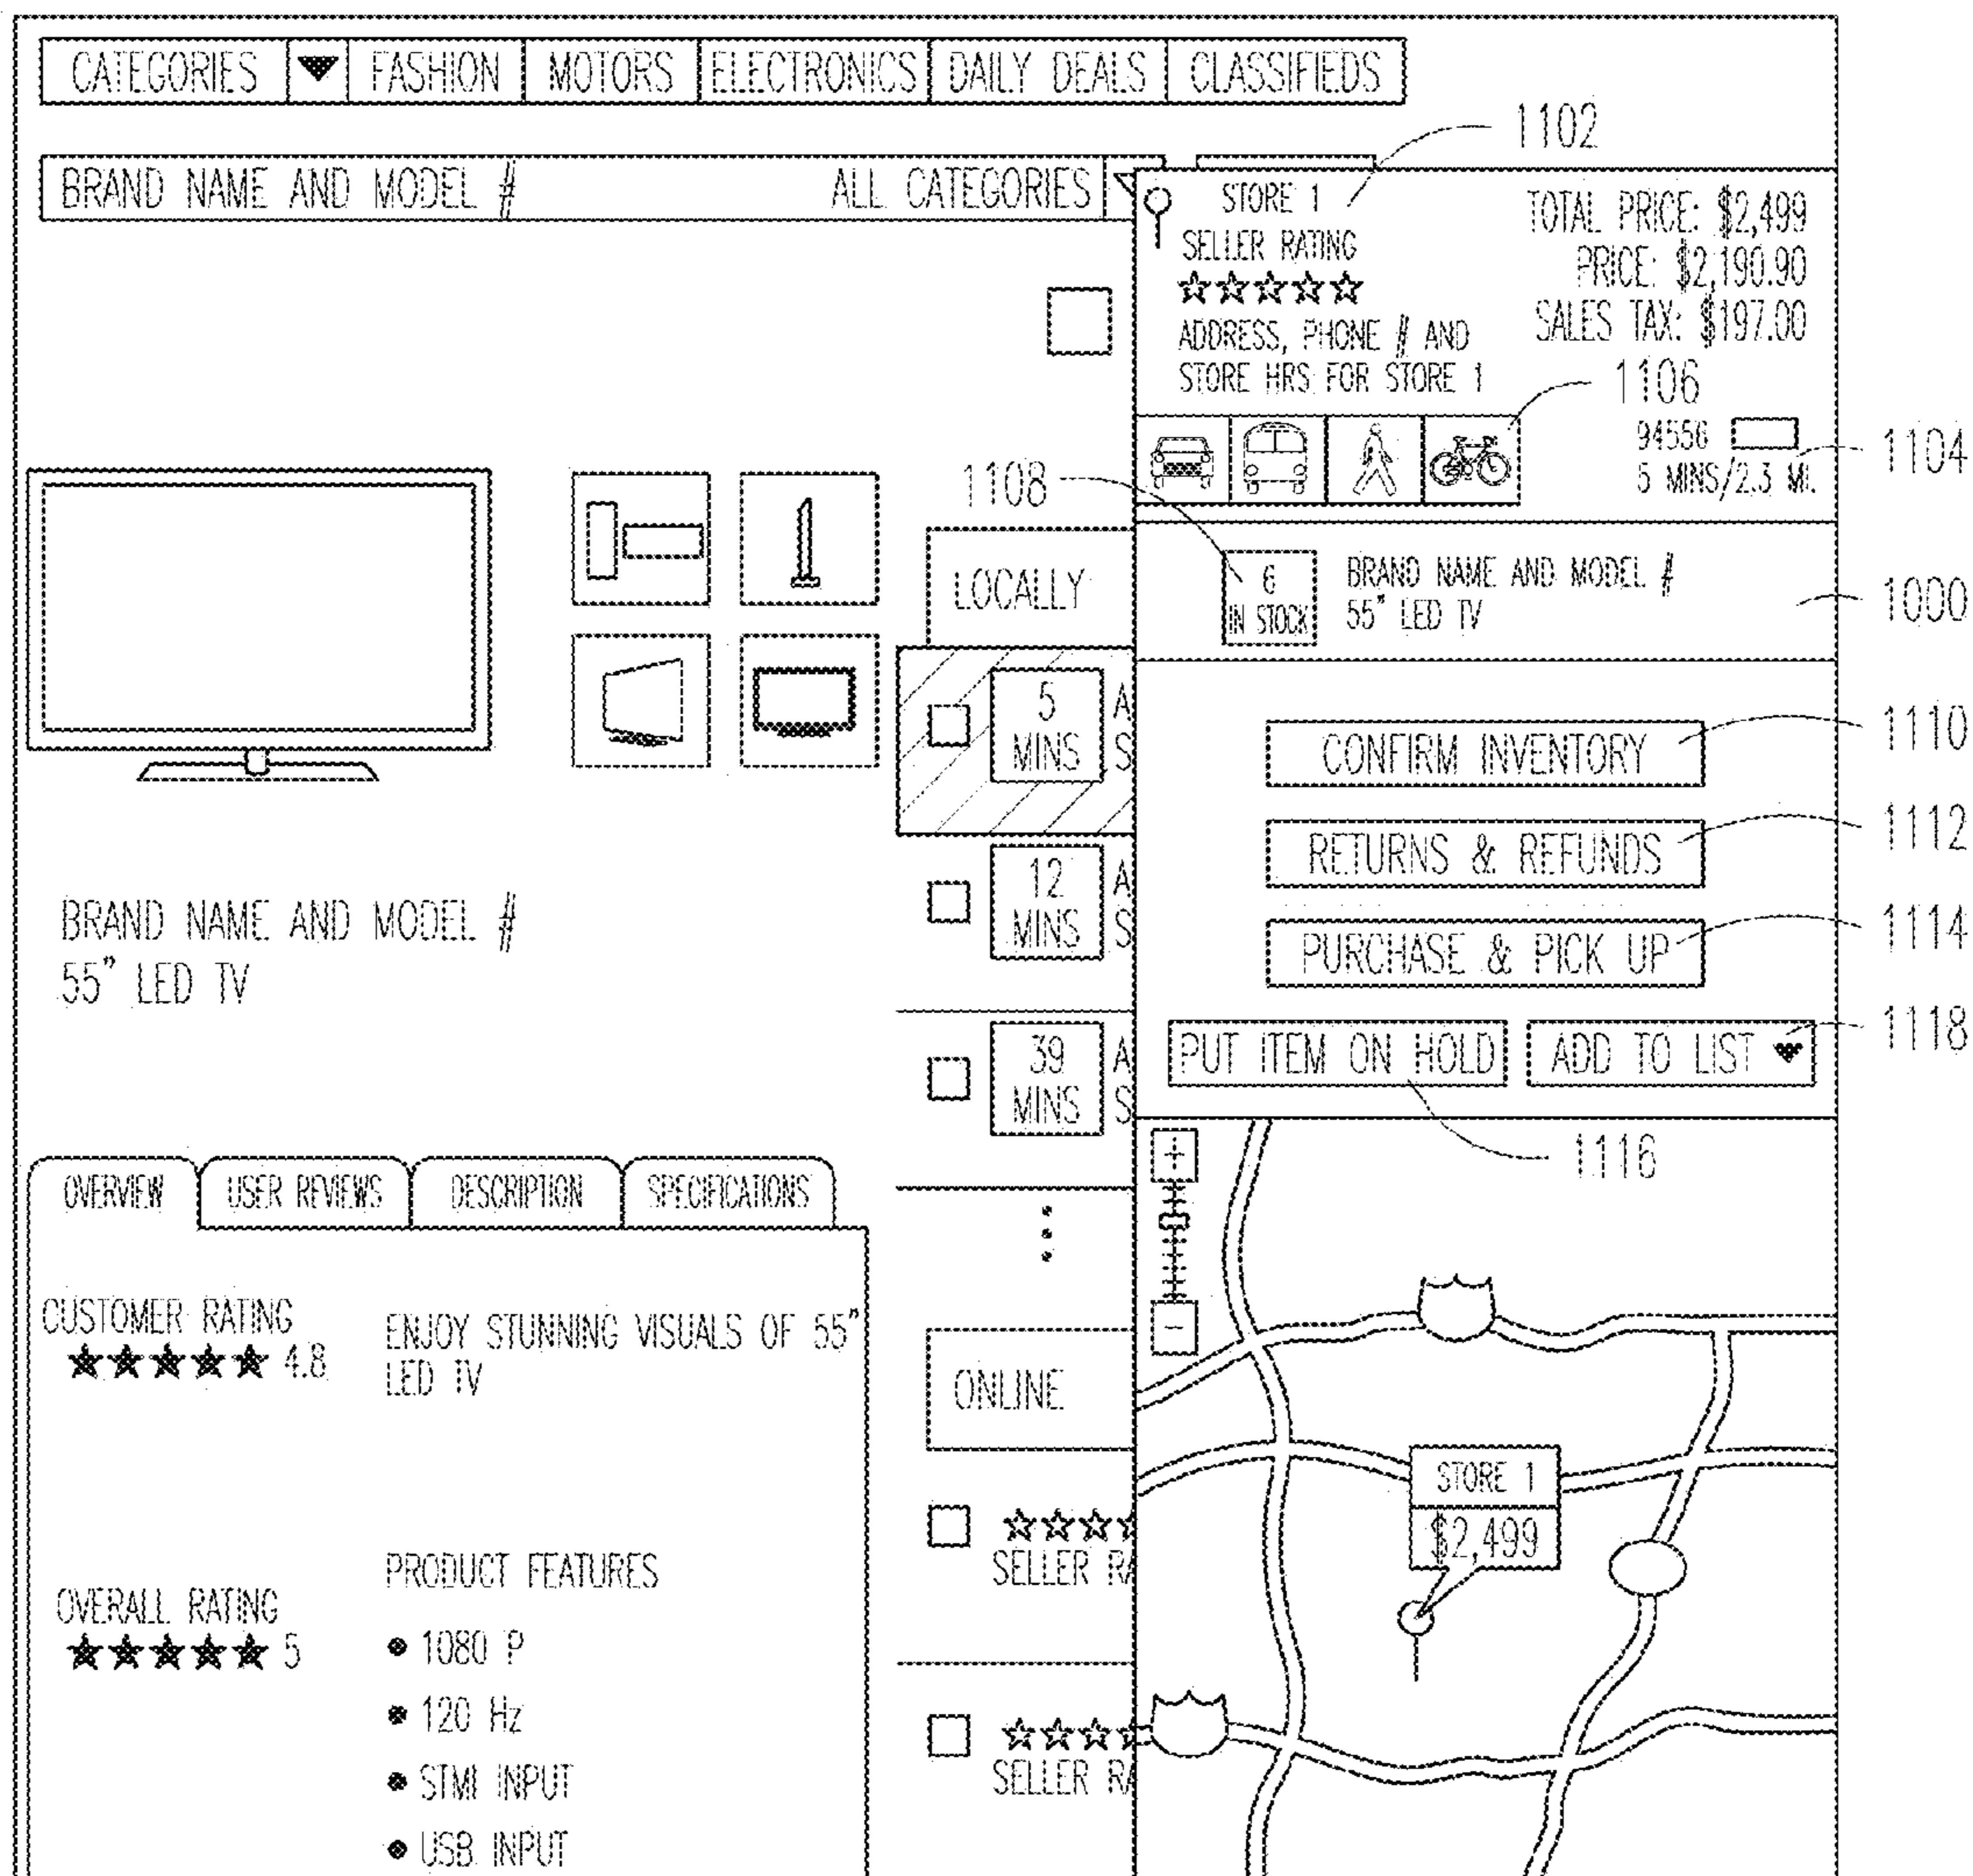 CATEGORIES FASHION MOTORS ELECTRONICS DAILY DEALS CLASSIFIEDS
1102
BRAND NAME AND MODEL # ALL CATEGORIES
STORE 1
SELLER RATING
ADDRESS, PHONE # AND
STORE HRS FOR STORE 1
TOTAL PRICE: $2,499
PRICE: $2,190.90
SALES TAX: $197.00
1106
94556
5 MINS/2.3 MI.
1104
1108
6
IN STOCK
BRAND NAME AND MODEL #
55" LED TV
1000
LOCALLY
5
MINS
A
S
12
MINS
A
S
39
MINS
A
S
CONFIRM INVENTORY
1110
RETURNS & REFUNDS
1112
PURCHASE & PICK UP
1114
PUT ITEM ON HOLD
ADD TO LIST
1118
1116
BRAND NAME AND MODEL #
55" LED TV
OVERVIEW USER REVIEWS DESCRIPTION SPECIFICATIONS
CUSTOMER RATING
4.8
ENJOY STUNNING VISUALS OF 55"
LED TV
OVERALL RATING
5
PRODUCT FEATURES
• 1080 P
• 120 Hz
• STMI INPUT
• USB INPUT
ONLINE
SELLER RA
SELLER RA
+
−
STORE 1
$2,499